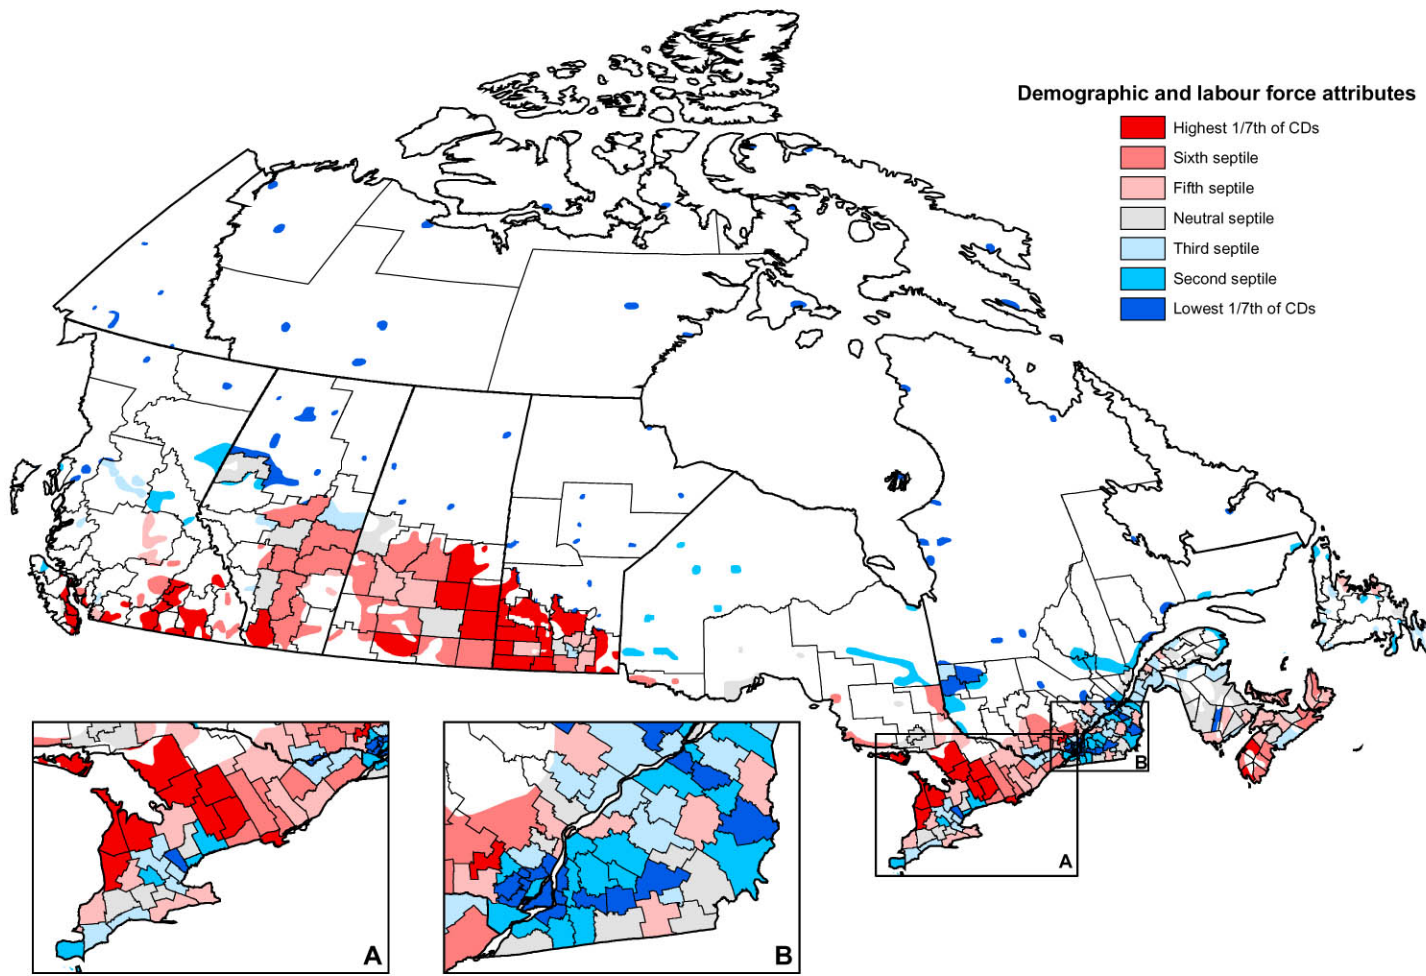 Demographic and labour force attributes
Highest 1/7th of CDs
Sixth septile
Fifth septile
Neutral septile
Third septile
Second septile
Lowest 1/7th of CDs
B
A
A
B